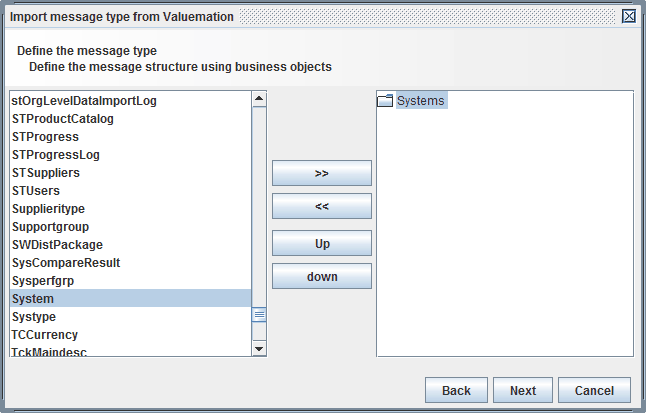 Import message type from Valuemation
Define the message type
Define the message structure using business objects
stOrgLevelDataImportLog
STProductCatalog
STProgress
STProgressLog
STSuppliers
STUsers
Supplieritype
Supportgroup
SWDistPackage
SysCompareResult
Sysperfgrp
System
Systype
TCCurrency
TckMaindesc
>>
<<
Up
down
Systems
Back
Next
Cancel